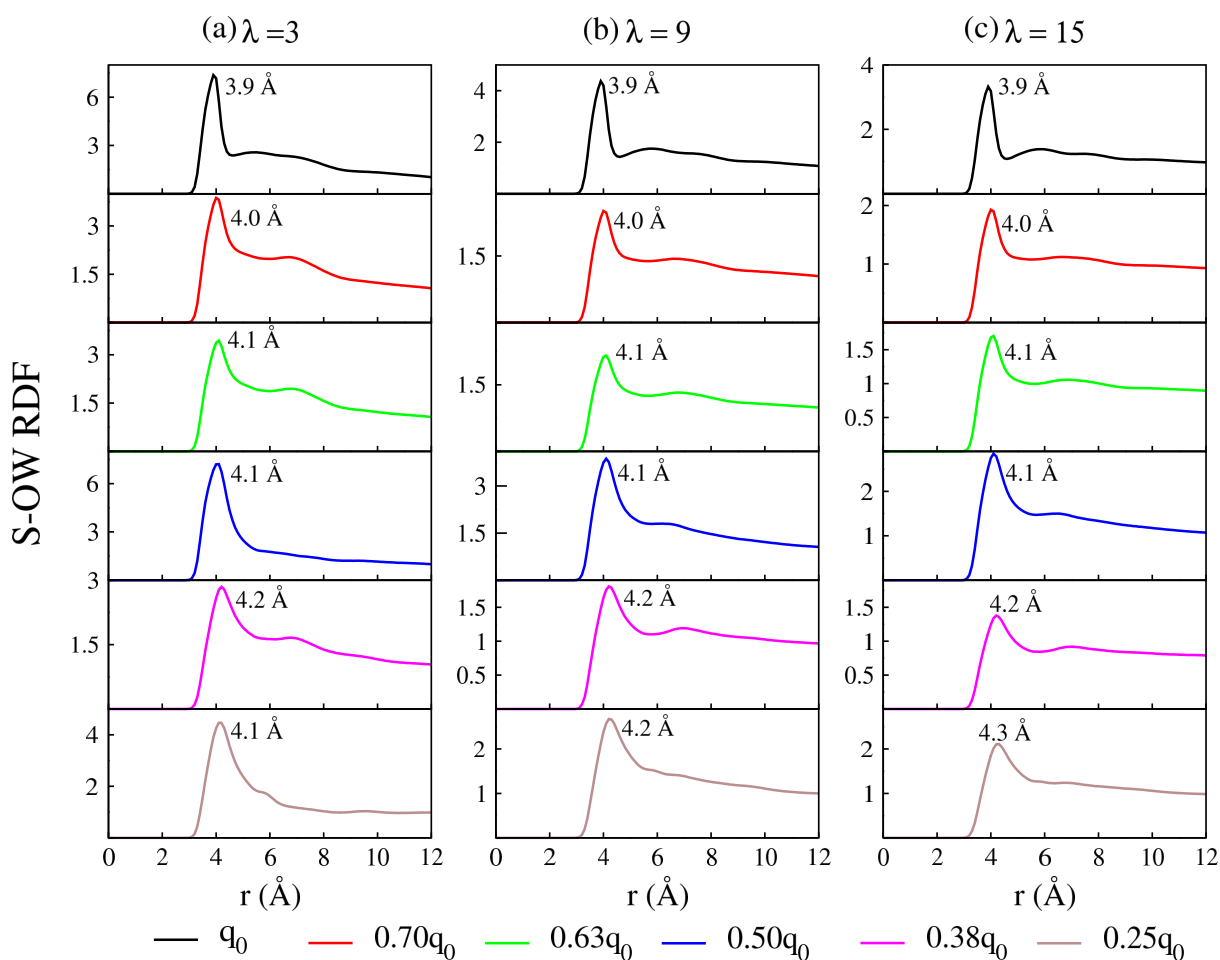 (a) λ =3
(b) λ = 9
(c) λ = 15
S-OW RDF
6
3
3.9 Å
4
2
3.9 Å
4
2
3.9 Å
3
1.5
4.0 Å
1.5
4.0 Å
2
1
4.0 Å
3
1.5
4.1 Å
1.5
4.1 Å
1.5
1
0.5
4.1 Å
6
3
4.1 Å
3
1.5
4.1 Å
2
1
4.1 Å
3
3
1.5
4.2 Å
1.5
1
0.5
4.2 Å
1.5
1
0.5
4.2 Å
4
2
4.1 Å
2
1
4.2 Å
2
1
4.3 Å
0 2 4 6 8 10 12
0 2 4 6 8 10 12
0 2 4 6 8 10 12
r (Å)
r (Å)
r (Å)
q0 0.70q0 0.63q0 0.50q0 0.38q0 0.25q0